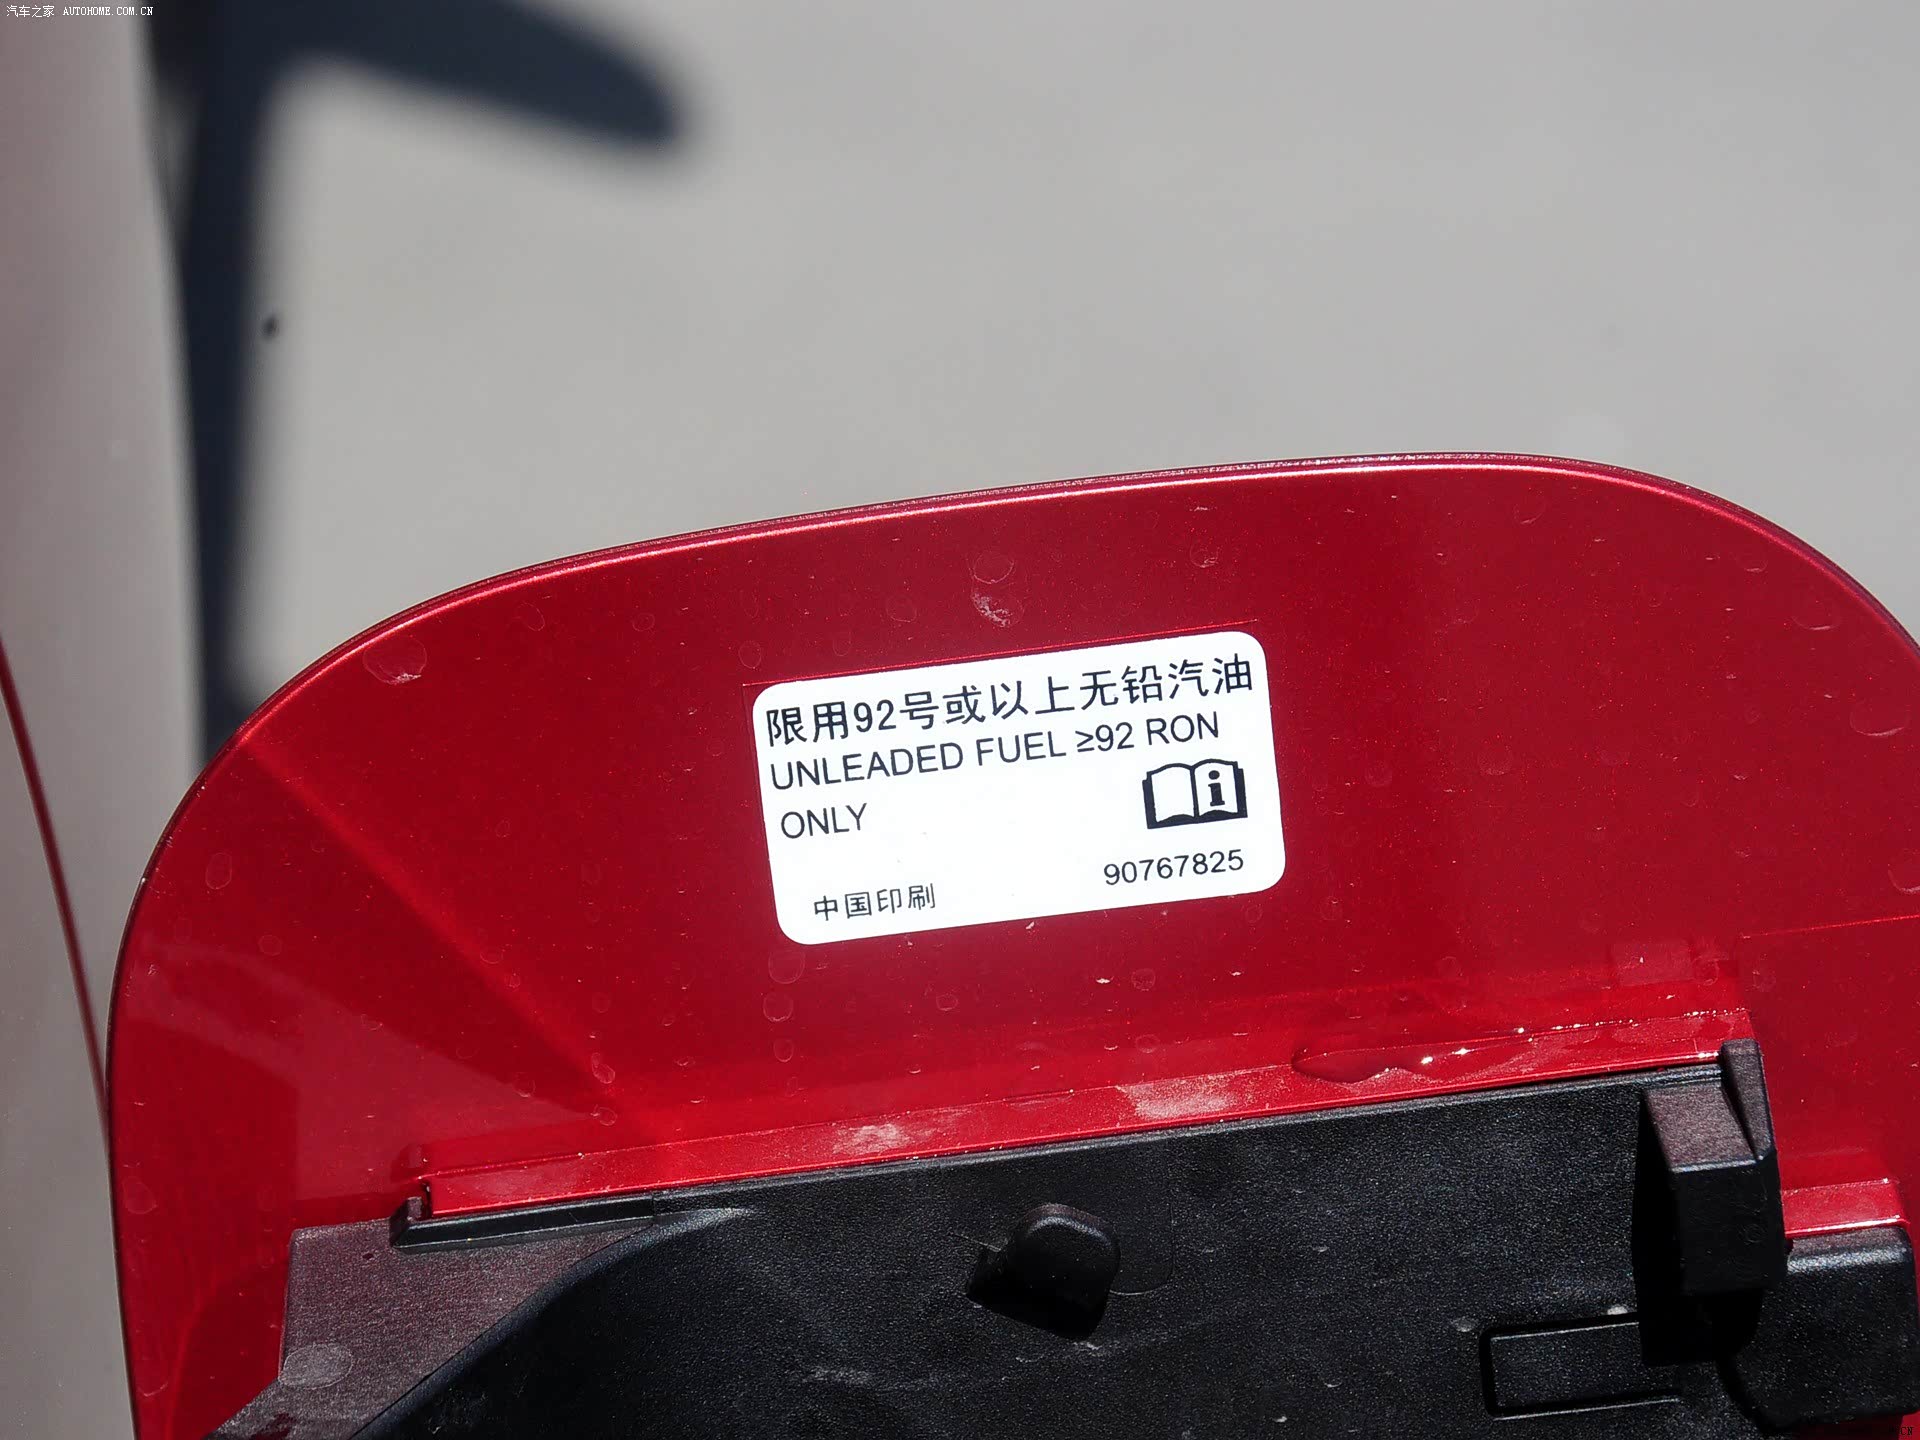 汽车之家 AUTOHOME.COM.CN
限用92号或以上无铅汽油
UNLEADED FUEL ≥92 RON
ONLY
90767825
中国印刷